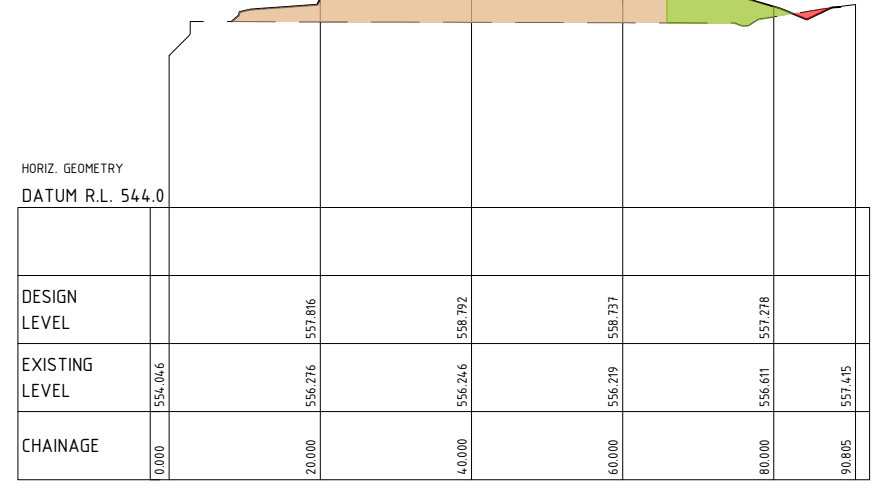 HORIZ. GEOMETRY
DATUM R.L. 544.0
DESIGN
LEVEL
557.816
558.792
558.737
557.278
EXISTING
LEVEL
554.046
556.276
556.246
556.219
556.611
557.415
CHAINAGE
0.000
20.000
40.000
60.000
80.000
90.805